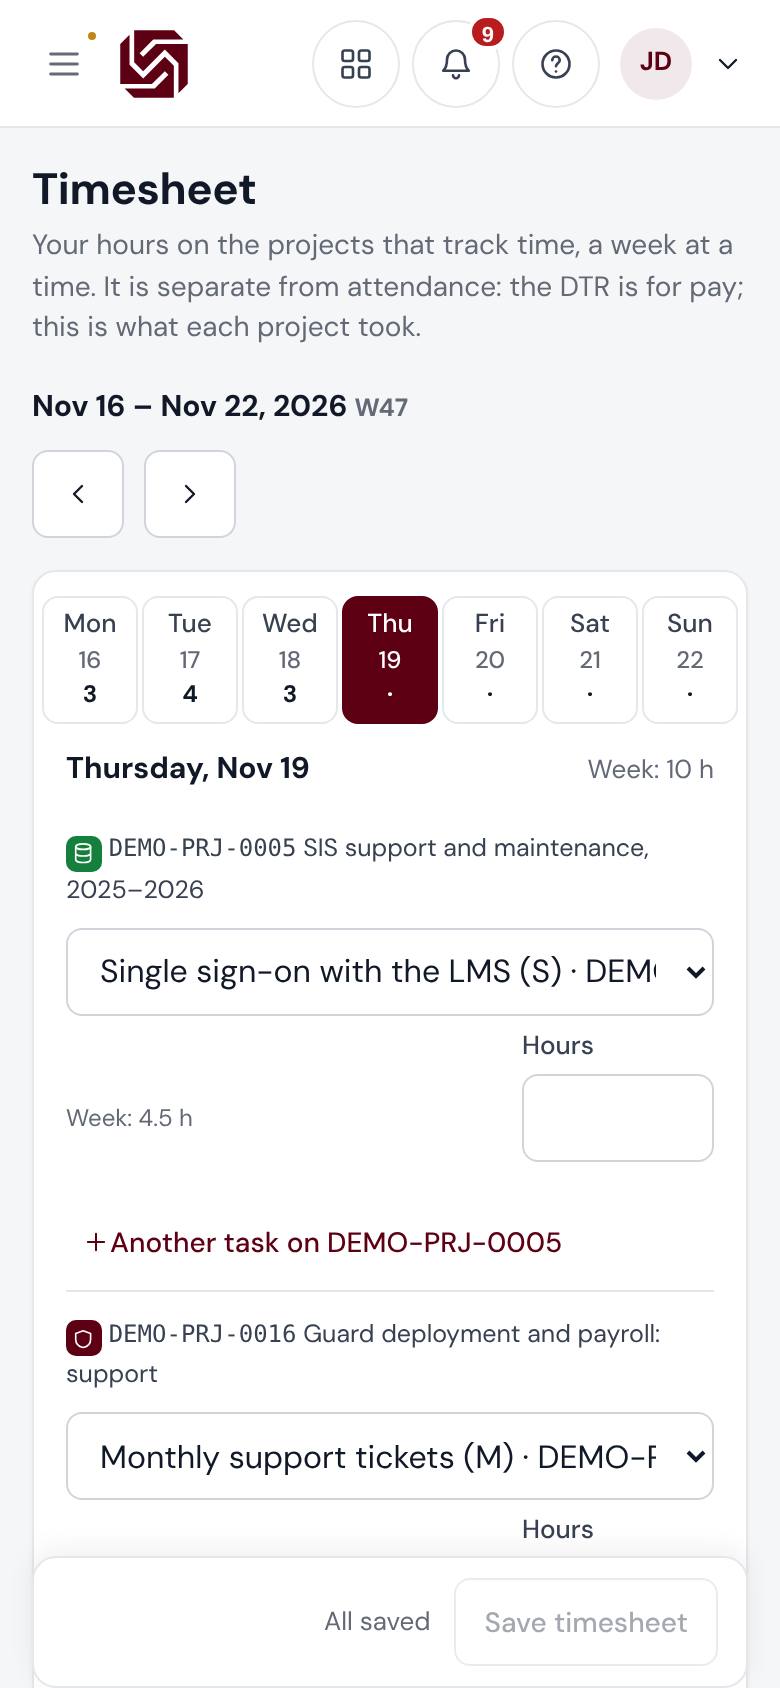 9
JD
Timesheet
Your hours on the projects that track time, a week at a
time. It is separate from attendance: the DTR is for pay;
this is what each project took.
Nov 16 – Nov 22, 2026 W47
Mon Tue Wed Thu Fri Sat Sun
16 17 18 19 20 21 22
3 4 3 · · · ·
Thursday, Nov 19 Week: 10 h
DEMO-PRJ-0005 SIS support and maintenance,
2025–2026
Single sign-on with the LMS (S) · DEM
Hours
Week: 4.5 h
+ Another task on DEMO-PRJ-0005
DEMO-PRJ-0016 Guard deployment and payroll:
support
Monthly support tickets (M) · DEMO-
Hours
All saved Save timesheet